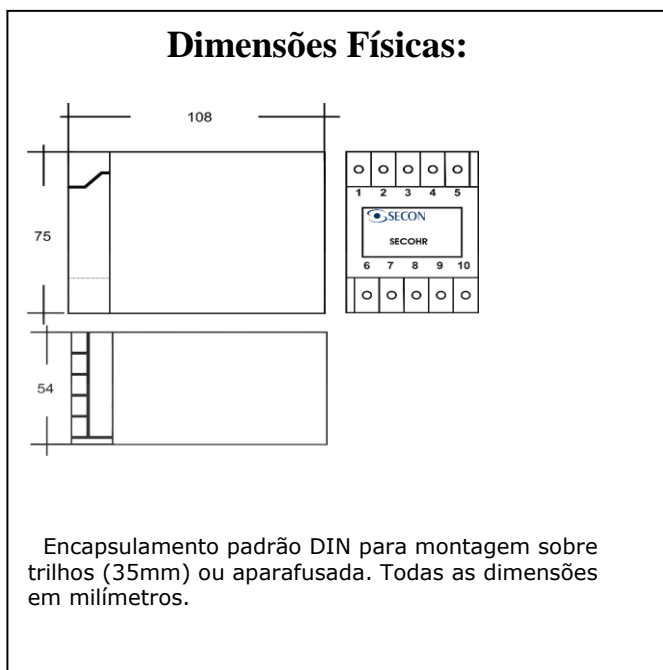 Dimensões Físicas:
108
75
1 2 3 4 5
SECON
SECOHR
6 7 8 9 10
54
Encapsulamento padrão DIN para montagem sobre
trilhos (35mm) ou aparafusada. Todas as dimensões
em milímetros.